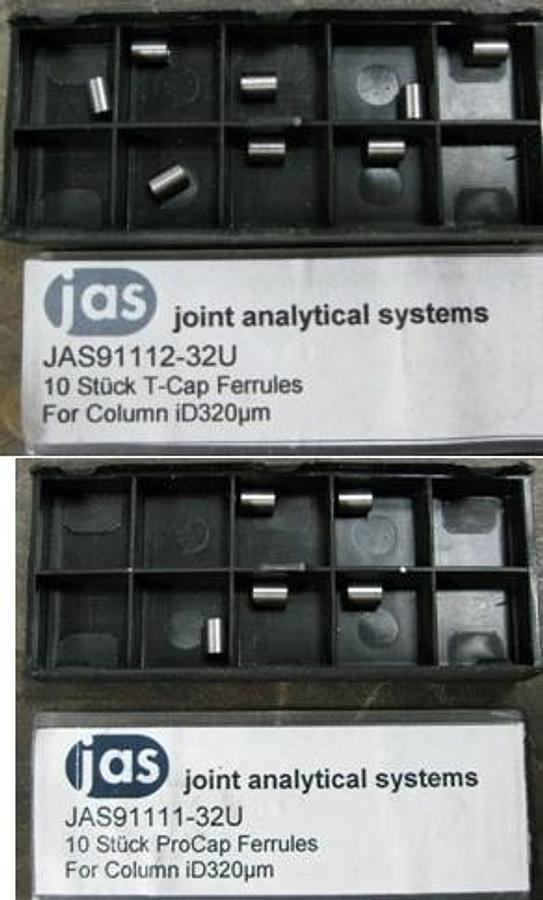 jas joint analytical systems
JAS91112-32U
10 Stück T-Cap Ferrules
For Column iD320µm
jas joint analytical systems
JAS91111-32U
10 Stück ProCap Ferrules
For Column iD320µm